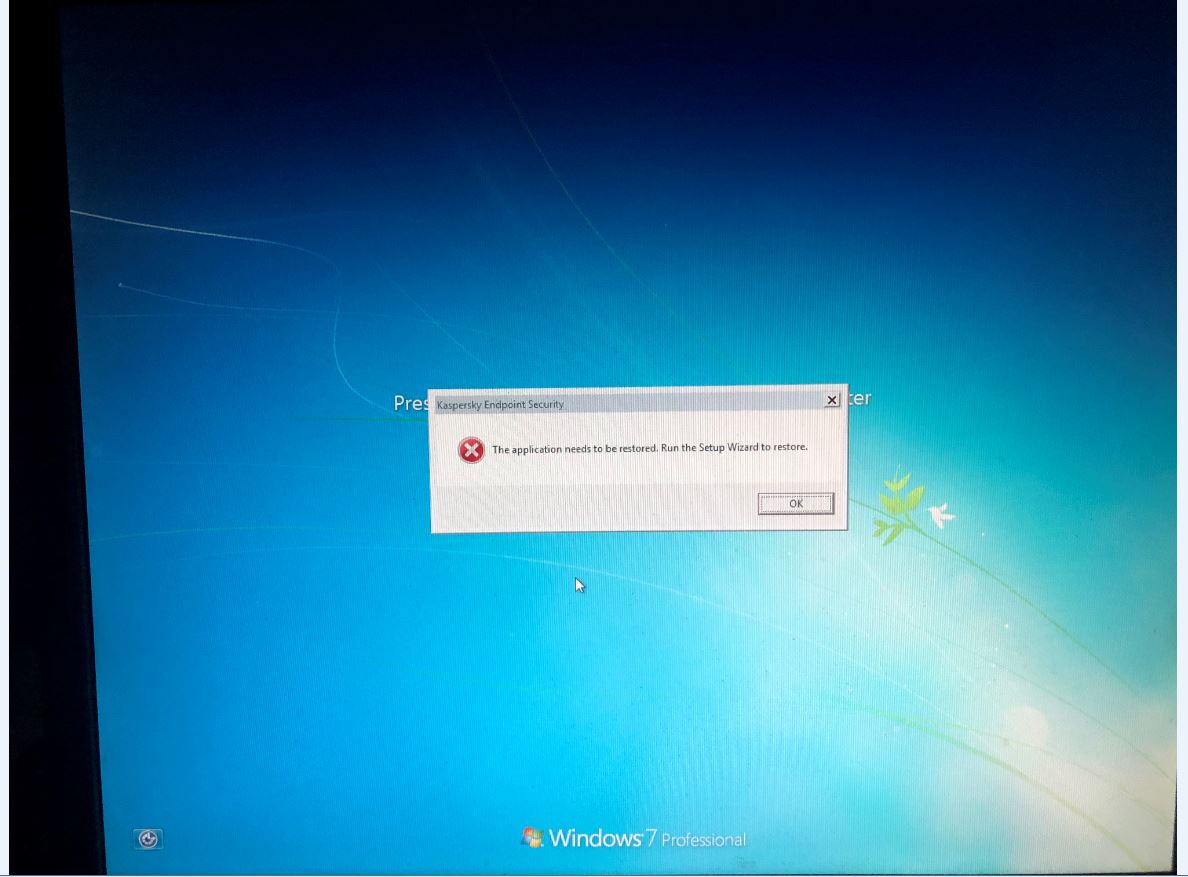 Pres
ter
Kaspersky Endpoint Security
The application needs to be restored. Run the Setup Wizard to restore.
OK
Windows 7 Professional